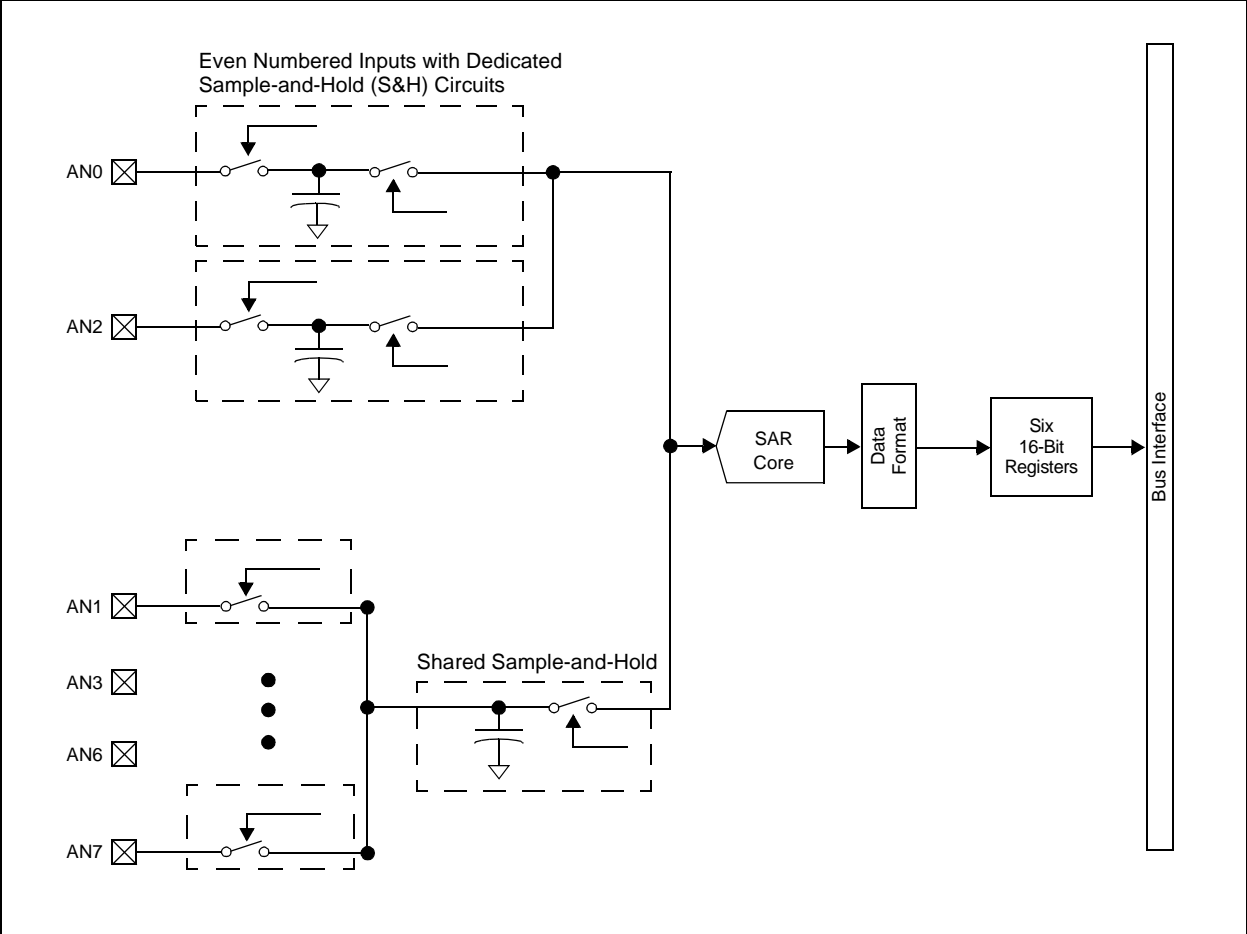 Even Numbered Inputs with Dedicated
Sample-and-Hold (S&H) Circuits
AN0
AN2
SAR
Core
Data
Format
Six
16-Bit
Registers
Bus Interface
AN1
AN3
AN6
AN7
Shared Sample-and-Hold